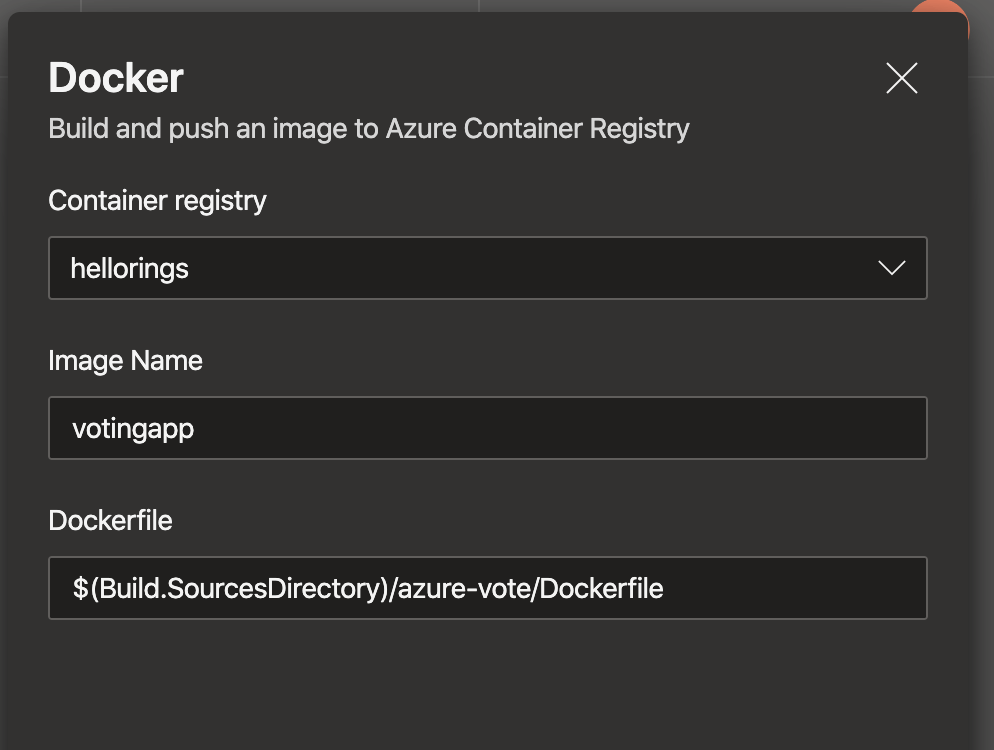 Docker
Build and push an image to Azure Container Registry
Container registry
hellorings
Image Name
votingapp
Dockerfile
$(Build.SourcesDirectory)/azure-vote/Dockerfile